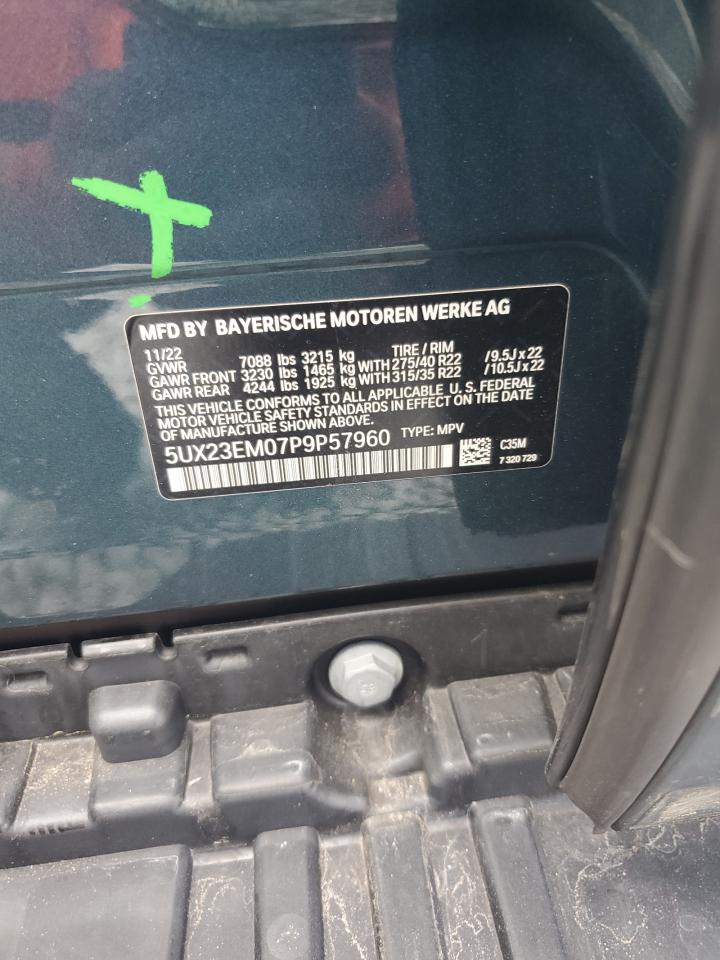 MFD BY BAYERISCHE MOTOREN WERKE AG
11/22 TIRE / RIM
GVWR 7088 lbs 3215 kg
GAWR FRONT 3230 lbs 1465 kg WITH 275/40 R22 /9.5J x 22
GAWR REAR 4244 lbs 1925 kg WITH 315/35 R22 /10.5J x 22
THIS VEHICLE CONFORMS TO ALL APPLICABLE U. S. FEDERAL
MOTOR VEHICLE SAFETY STANDARDS IN EFFECT ON THE DATE
OF MANUFACTURE SHOWN ABOVE.
5UX23EM07P9P57960 TYPE: MPV
C35M
7 320 729